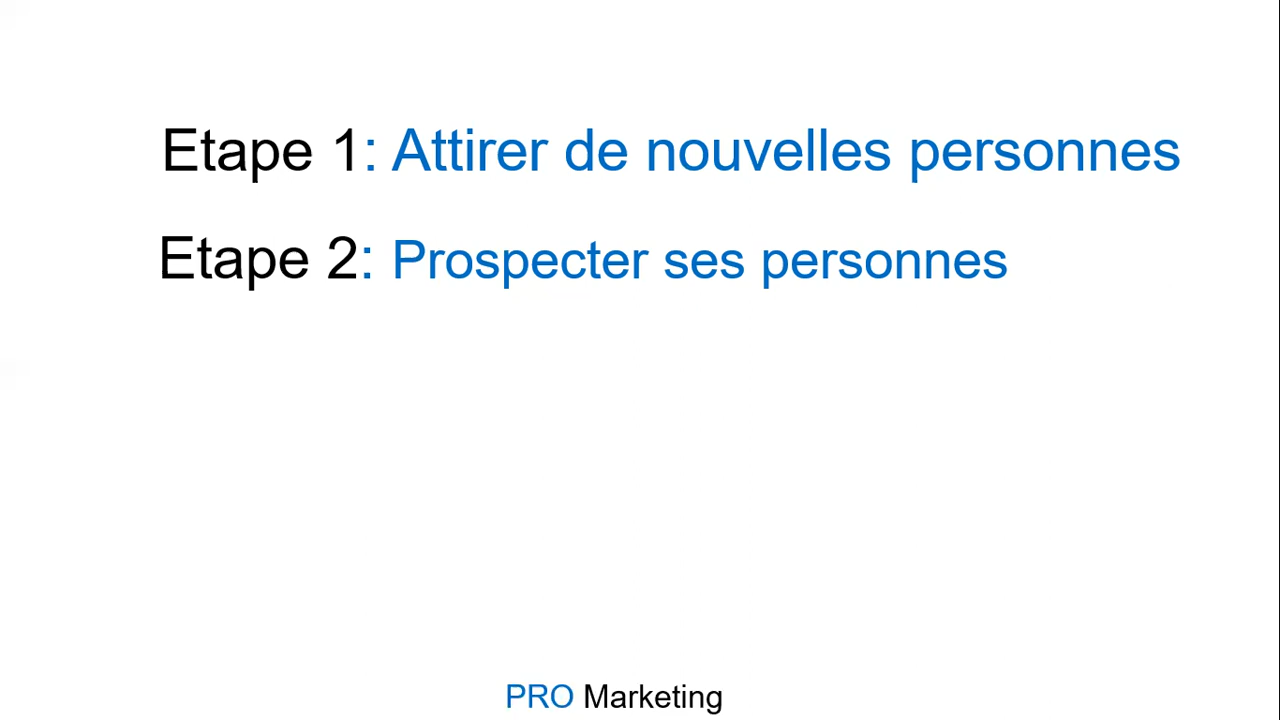 Etape 1: Attirer de nouvelles personnes
Etape 2: Prospecter ses personnes
PRO Marketing